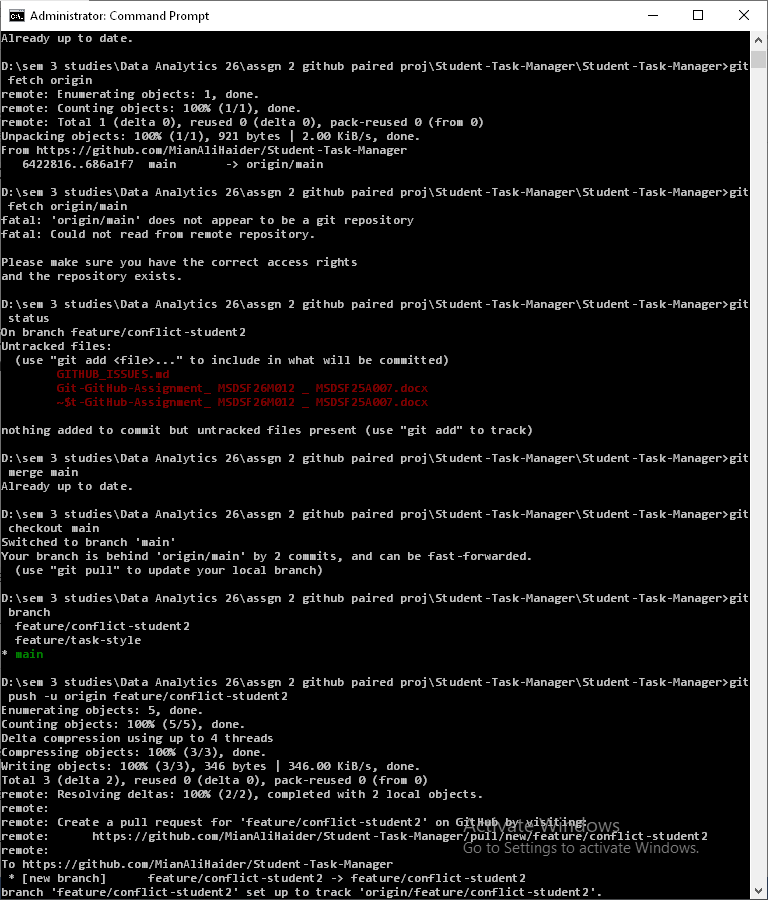 Administrator: Command Prompt
Already up to date.
D:\sem 3 studies\Data Analytics 26\assgn 2 github paired proj\Student-Task-Manager\Student-Task-Manager>git
fetch origin
remote: Enumerating objects: 1, done.
remote: Counting objects: 100% (1/1), done.
remote: Total 1 (delta 0), reused 0 (delta 0), pack-reused 0 (from 0)
Unpacking objects: 100% (1/1), 921 bytes | 2.00 KiB/s, done.
From https://github.com/MianAliHaider/Student-Task-Manager
6422816..686a1f7  main       -> origin/main
D:\sem 3 studies\Data Analytics 26\assgn 2 github paired proj\Student-Task-Manager\Student-Task-Manager>git
fetch origin/main
fatal: 'origin/main' does not appear to be a git repository
fatal: Could not read from remote repository.
Please make sure you have the correct access rights
and the repository exists.
D:\sem 3 studies\Data Analytics 26\assgn 2 github paired proj\Student-Task-Manager\Student-Task-Manager>git
status
On branch feature/conflict-student2
Untracked files:
(use "git add <file>..." to include in what will be committed)
GITHUB_ISSUES.md
Git-GitHub-Assignment_ MSDSF26M012 _ MSDSF25A007.docx
~$t-GitHub-Assignment_ MSDSF26M012 _ MSDSF25A007.docx
nothing added to commit but untracked files present (use "git add" to track)
D:\sem 3 studies\Data Analytics 26\assgn 2 github paired proj\Student-Task-Manager\Student-Task-Manager>git
merge main
Already up to date.
D:\sem 3 studies\Data Analytics 26\assgn 2 github paired proj\Student-Task-Manager\Student-Task-Manager>git
checkout main
Switched to branch 'main'
Your branch is behind 'origin/main' by 2 commits, and can be fast-forwarded.
(use "git pull" to update your local branch)
D:\sem 3 studies\Data Analytics 26\assgn 2 github paired proj\Student-Task-Manager\Student-Task-Manager>git
branch
feature/conflict-student2
feature/task-style
* main
D:\sem 3 studies\Data Analytics 26\assgn 2 github paired proj\Student-Task-Manager\Student-Task-Manager>git
push -u origin feature/conflict-student2
Enumerating objects: 5, done.
Counting objects: 100% (5/5), done.
Delta compression using up to 4 threads
Compressing objects: 100% (3/3), done.
Writing objects: 100% (3/3), 346 bytes | 346.00 KiB/s, done.
Total 3 (delta 2), reused 0 (delta 0), pack-reused 0 (from 0)
remote: Resolving deltas: 100% (2/2), completed with 2 local objects.
remote:
remote: Create a pull request for 'feature/conflict-student2' on GitHub by visiting:
remote:      https://github.com/MianAliHaider/Student-Task-Manager/pull/new/feature/conflict-student2
remote:
To https://github.com/MianAliHaider/Student-Task-Manager
* [new branch]      feature/conflict-student2 -> feature/conflict-student2
branch 'feature/conflict-student2' set up to track 'origin/feature/conflict-student2'.
Activate Windows
Go to Settings to activate Windows.